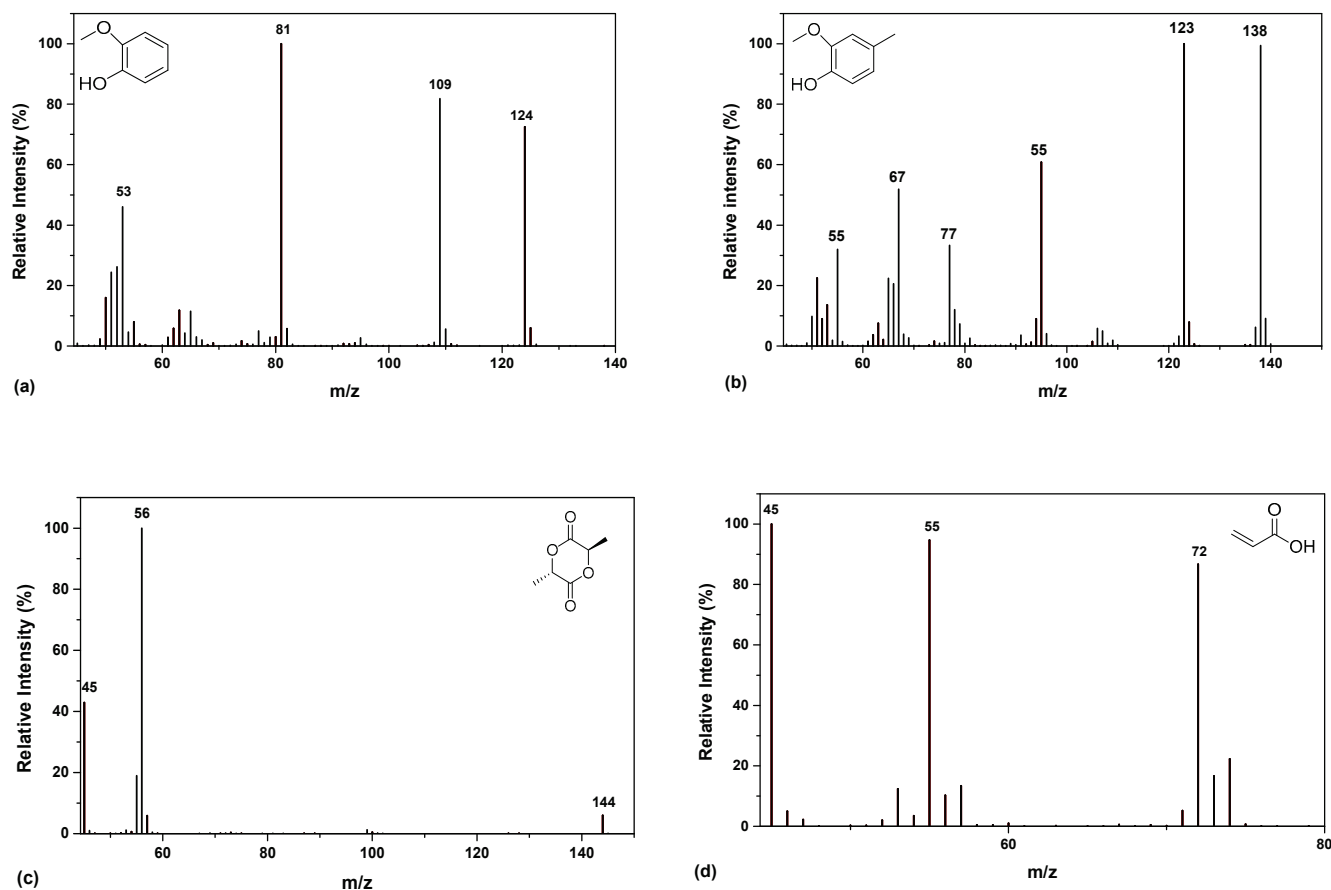 81
109
124
53
O
HO
100
80
60
40
20
0
Relative Intensity (%)
60
80
100
120
140
m/z
(a)
123
138
55
67
77
55
O
HO
100
80
60
40
20
0
Relative intensity (%)
60
80
100
120
140
m/z
(b)
56
45
144
O
O
O
O
100
80
60
40
20
0
Relative Intensity (%)
60
80
100
120
140
m/z
(c)
45
55
72
O
OH
100
80
60
40
20
0
Relative Intensity (%)
60
80
m/z
(d)